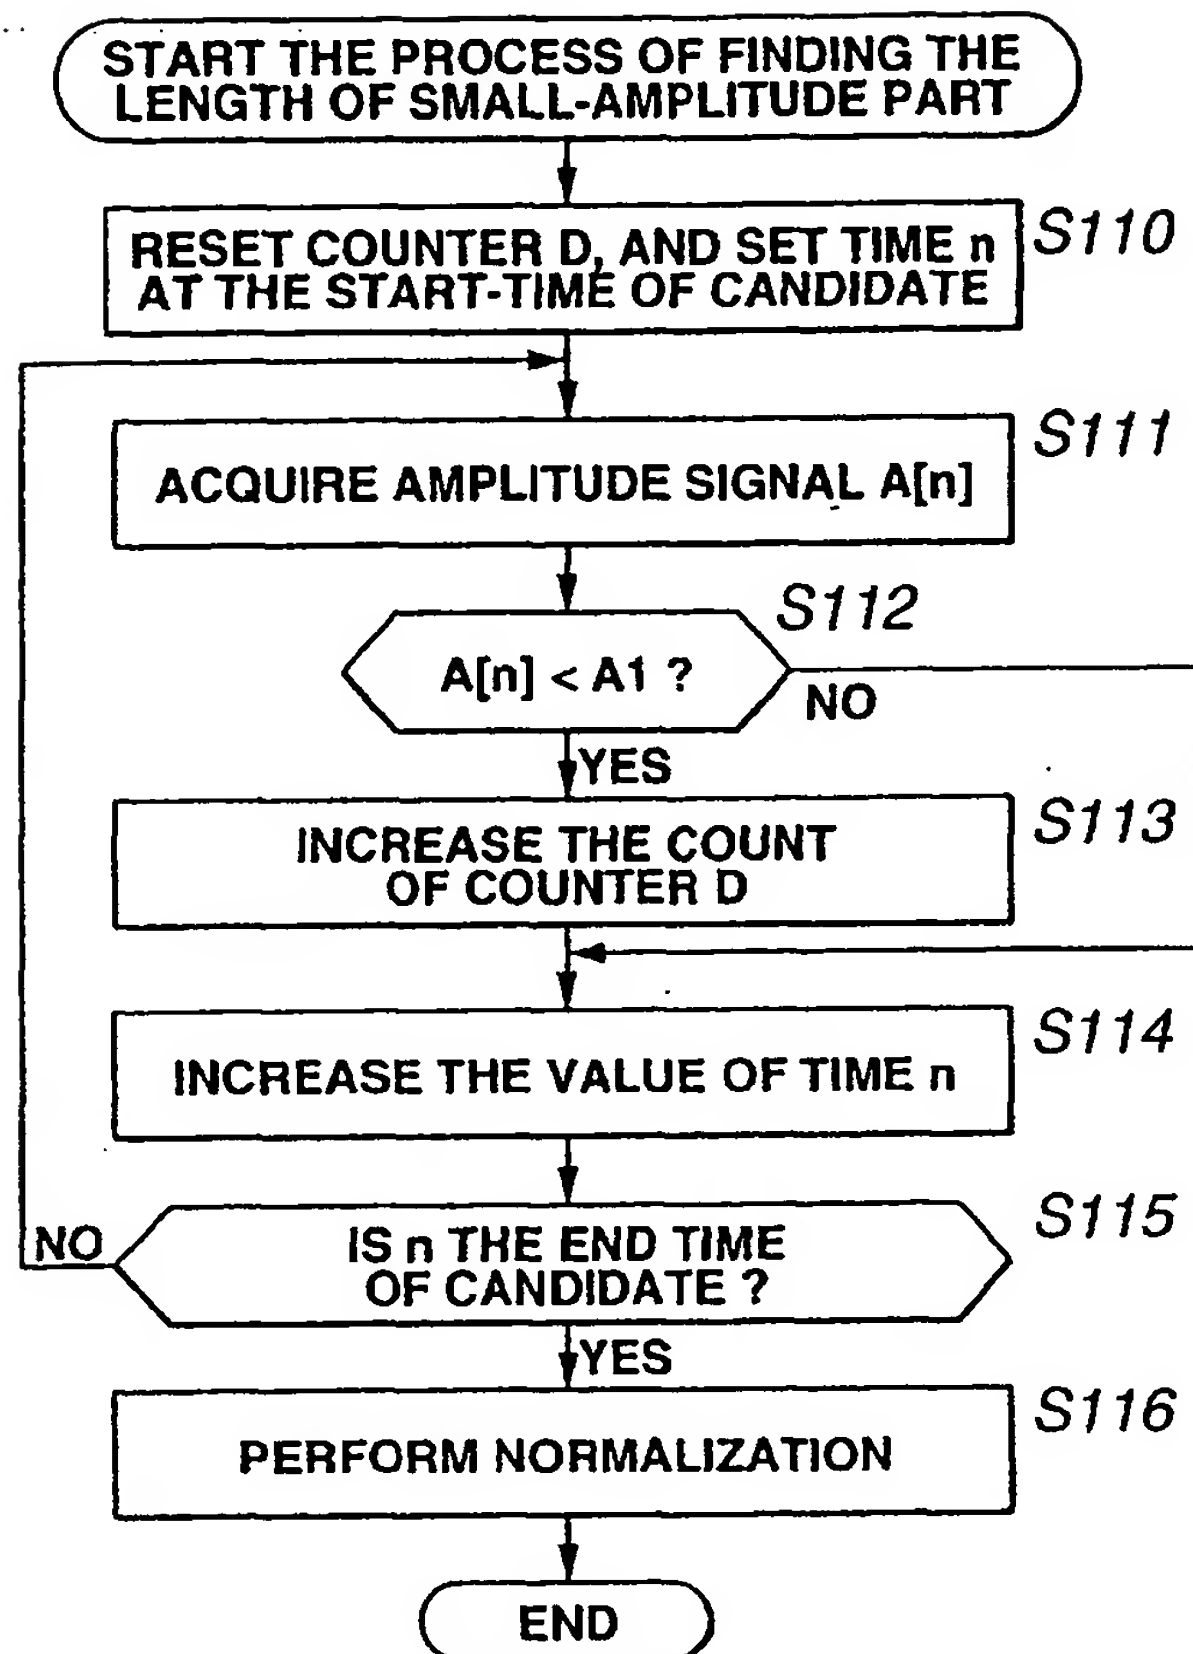 START THE PROCESS OF FINDING THE
LENGTH OF SMALL-AMPLITUDE PART
RESET COUNTER D, AND SET TIME n
AT THE START-TIME OF CANDIDATE
S110
ACQUIRE AMPLITUDE SIGNAL A[n]
S111
A[n] < A1 ?
S112
NO
YES
INCREASE THE COUNT
OF COUNTER D
S113
INCREASE THE VALUE OF TIME n
S114
IS n THE END TIME
OF CANDIDATE ?
S115
NO
YES
PERFORM NORMALIZATION
S116
END